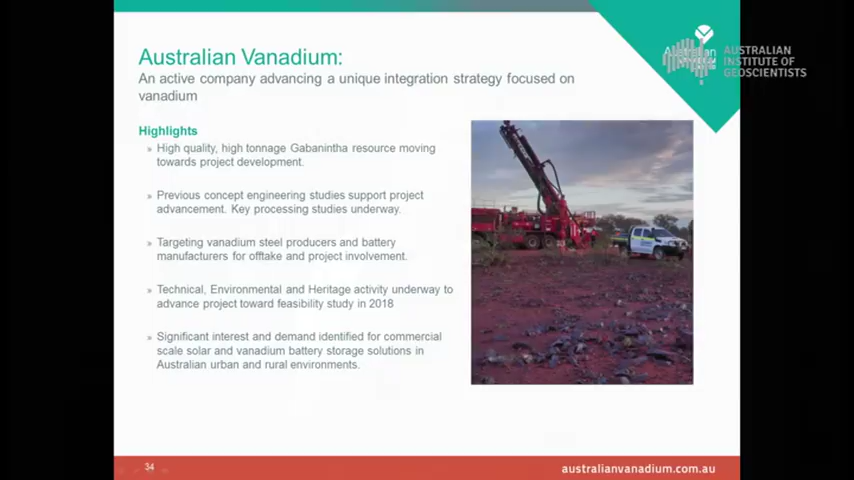 Australian Vanadium:
An active company advancing a unique integration strategy focused on
vanadium
AUSTRALIAN
INSTITUTE OF
GEOSCIENTISTS
Highlights
» High quality, high tonnage Gabanintha resource moving
towards project development.
» Previous concept engineering studies support project
advancement. Key processing studies underway.
» Targeting vanadium steel producers and battery
manufacturers for offtake and project involvement.
» Technical, Environmental and Heritage activity underway to
advance project toward feasibility study in 2018
» Significant interest and demand identified for commercial
scale solar and vanadium battery storage solutions in
Australian urban and rural environments.
34
australianvanadium.com.au